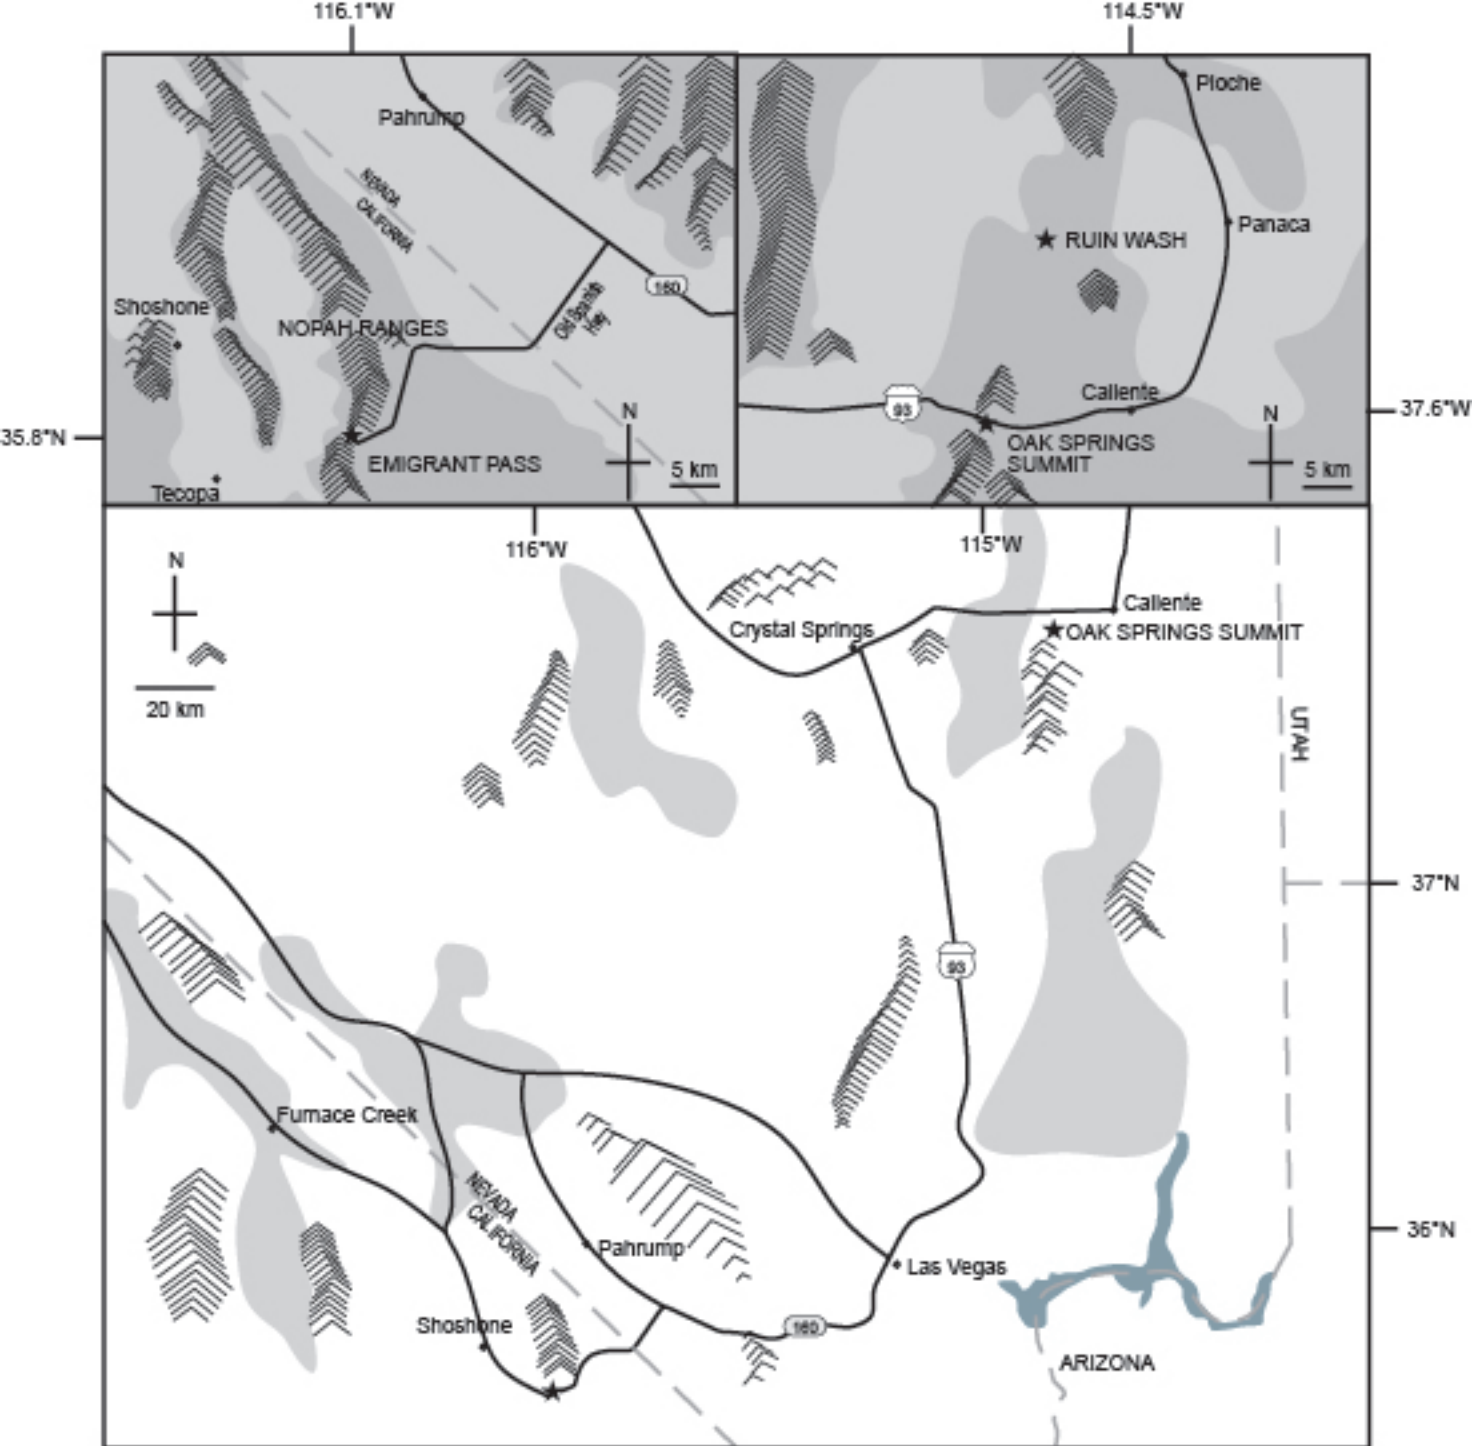 116.1°W
114.5°W
Pahrump
NEVADA
CALIFORNIA
Shoshone
NOPAH RANGES
Old Spanish
Hwy
160
35.8°N
EMIGRANT PASS
Tecopa
N
5 km
Pioche
Panaca
RUIN WASH
Caliente
93
OAK SPRINGS
SUMMIT
N
5 km
37.6°W
116°W
115°W
N
20 km
Crystal Springs
Caliente
OAK SPRINGS SUMMIT
UTAH
37°N
93
Furnace Creek
NEVADA
CALIFORNIA
Pahrump
Las Vegas
36°N
Shoshone
160
ARIZONA